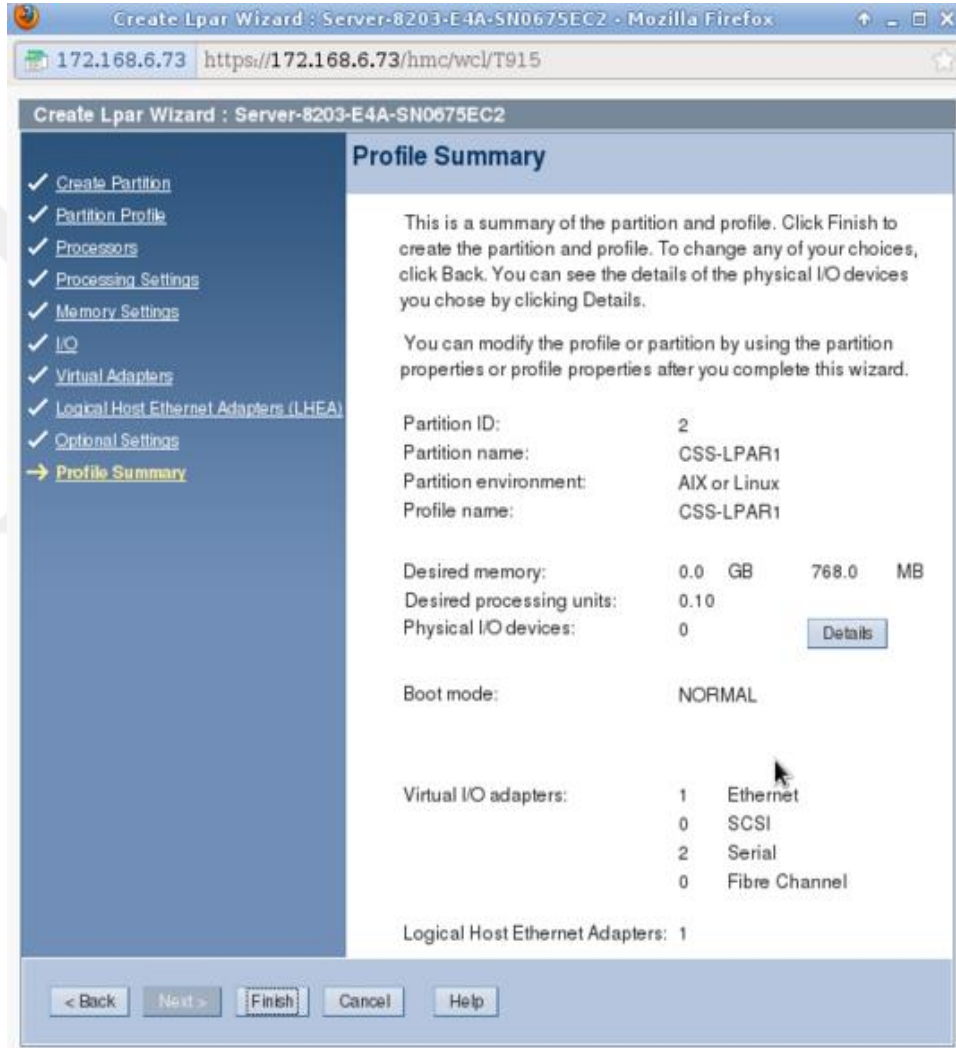 Create Lpar Wizard : Server-8203-E4A-SN0675EC2 - Mozilla Firefox
172.168.6.73 https://172.168.6.73/hmc/wcl/T915
Create Lpar Wizard : Server-8203-E4A-SN0675EC2
Create Partition
Partition Profile
Processors
Processing Settings
Memory Settings
I/O
Virtual Adapters
Logical Host Ethernet Adapters (LHEA)
Optional Settings
Profile Summary
Profile Summary
This is a summary of the partition and profile. Click Finish to
create the partition and profile. To change any of your choices,
click Back. You can see the details of the physical I/O devices
you chose by clicking Details.
You can modify the profile or partition by using the partition
properties or profile properties after you complete this wizard.
Partition ID: 2
Partition name: CSS-LPAR1
Partition environment: AIX or Linux
Profile name: CSS-LPAR1
Desired memory: 0.0 GB 768.0 MB
Desired processing units: 0.10
Physical I/O devices: 0 Details
Boot mode: NORMAL
Virtual I/O adapters: 1 Ethernet
0 SCSI
2 Serial
0 Fibre Channel
Logical Host Ethernet Adapters: 1
< Back Next > Finish Cancel Help